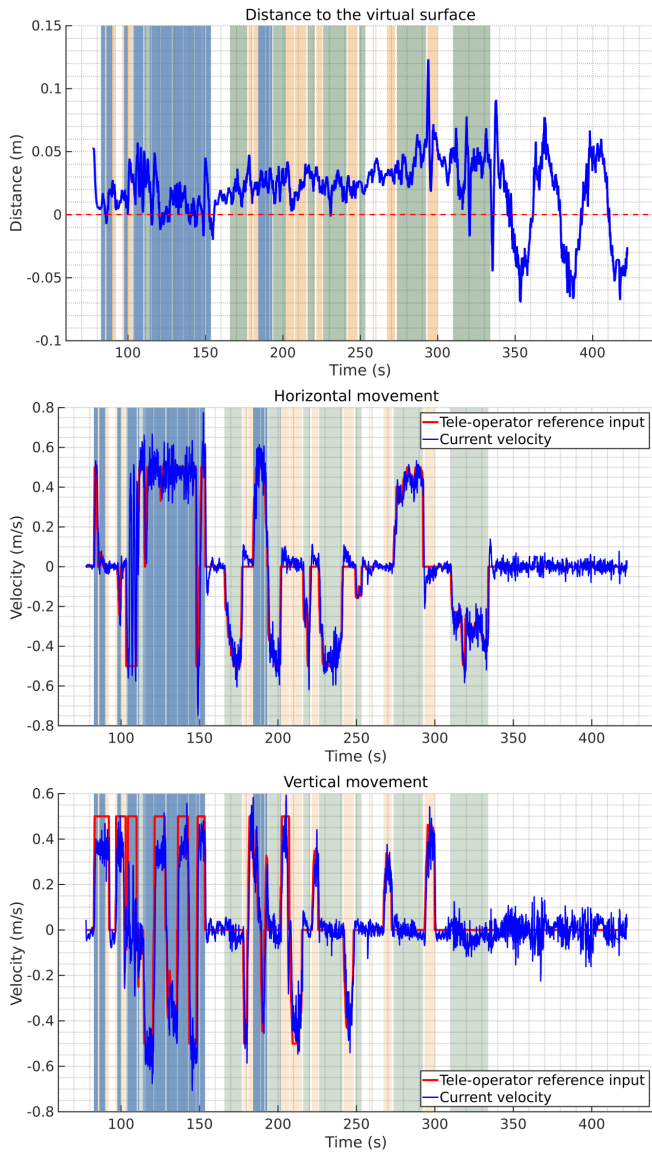 Distance to the virtual surface
0.15
0.1
0.05
0
-0.05
-0.1
Distance (m)
100 150 200 250 300 350 400
Time (s)
Horizontal movement
0.8
0.6
0.4
0.2
0
-0.2
-0.4
-0.6
-0.8
Velocity (m/s)
Tele-operator reference input
Current velocity
100 150 200 250 300 350 400
Time (s)
Vertical movement
0.6
0.4
0.2
0
-0.2
-0.4
-0.6
-0.8
Velocity (m/s)
Tele-operator reference input
Current velocity
100 150 200 250 300 350 400
Time (s)